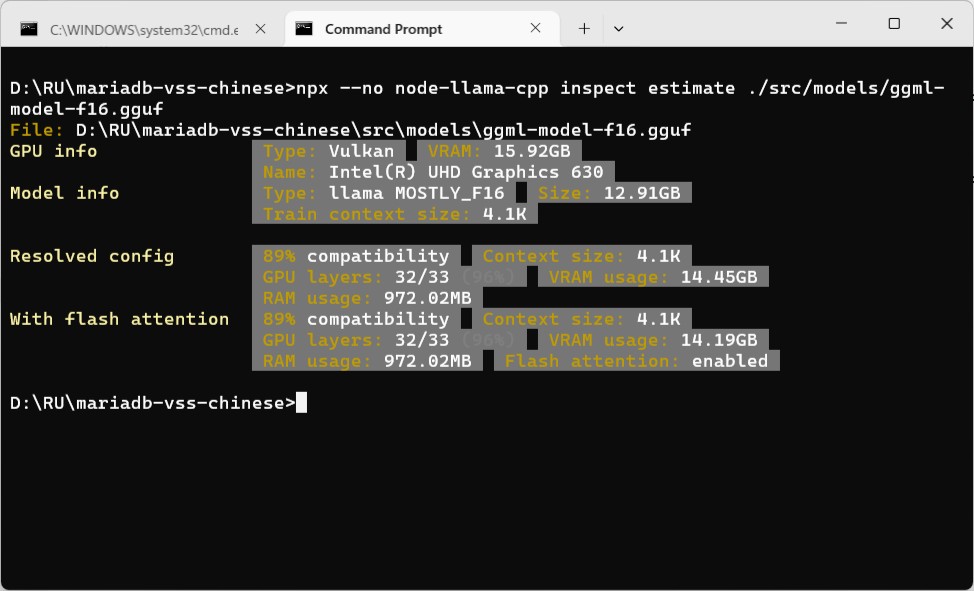 C:\WINDOWS\system32\cmd.e
Command Prompt
D:\RU\mariadb-vss-chinese>npx --no node-llama-cpp inspect estimate ./src/models/ggml-
model-f16.gguf
File: D:\RU\mariadb-vss-chinese\src\models\ggml-model-f16.gguf
GPU info Type: Vulkan VRAM: 15.92GB
Name: Intel(R) UHD Graphics 630
Model info Type: llama MOSTLY_F16 Size: 12.91GB
Train context size: 4.1K
Resolved config 89% compatibility Context size: 4.1K
GPU layers: 32/33 (96%) VRAM usage: 14.45GB
RAM usage: 972.02MB
With flash attention 89% compatibility Context size: 4.1K
GPU layers: 32/33 (96%) VRAM usage: 14.19GB
RAM usage: 972.02MB Flash attention: enabled
D:\RU\mariadb-vss-chinese>